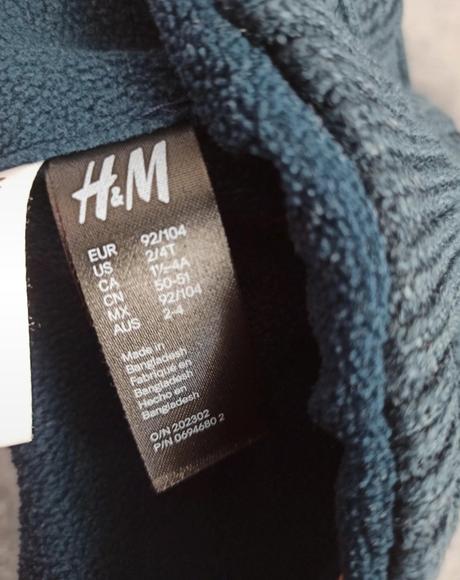 H&M
EUR 92/104
US 2/4T
CA 1½-4A
CN 50-51
MX 92/104
AUS 2-4
Made in
Bangladesh
Fabriqué en
Bangladesh
Hecho en
Bangladesh
O/N 202302
P/N 0694680 2